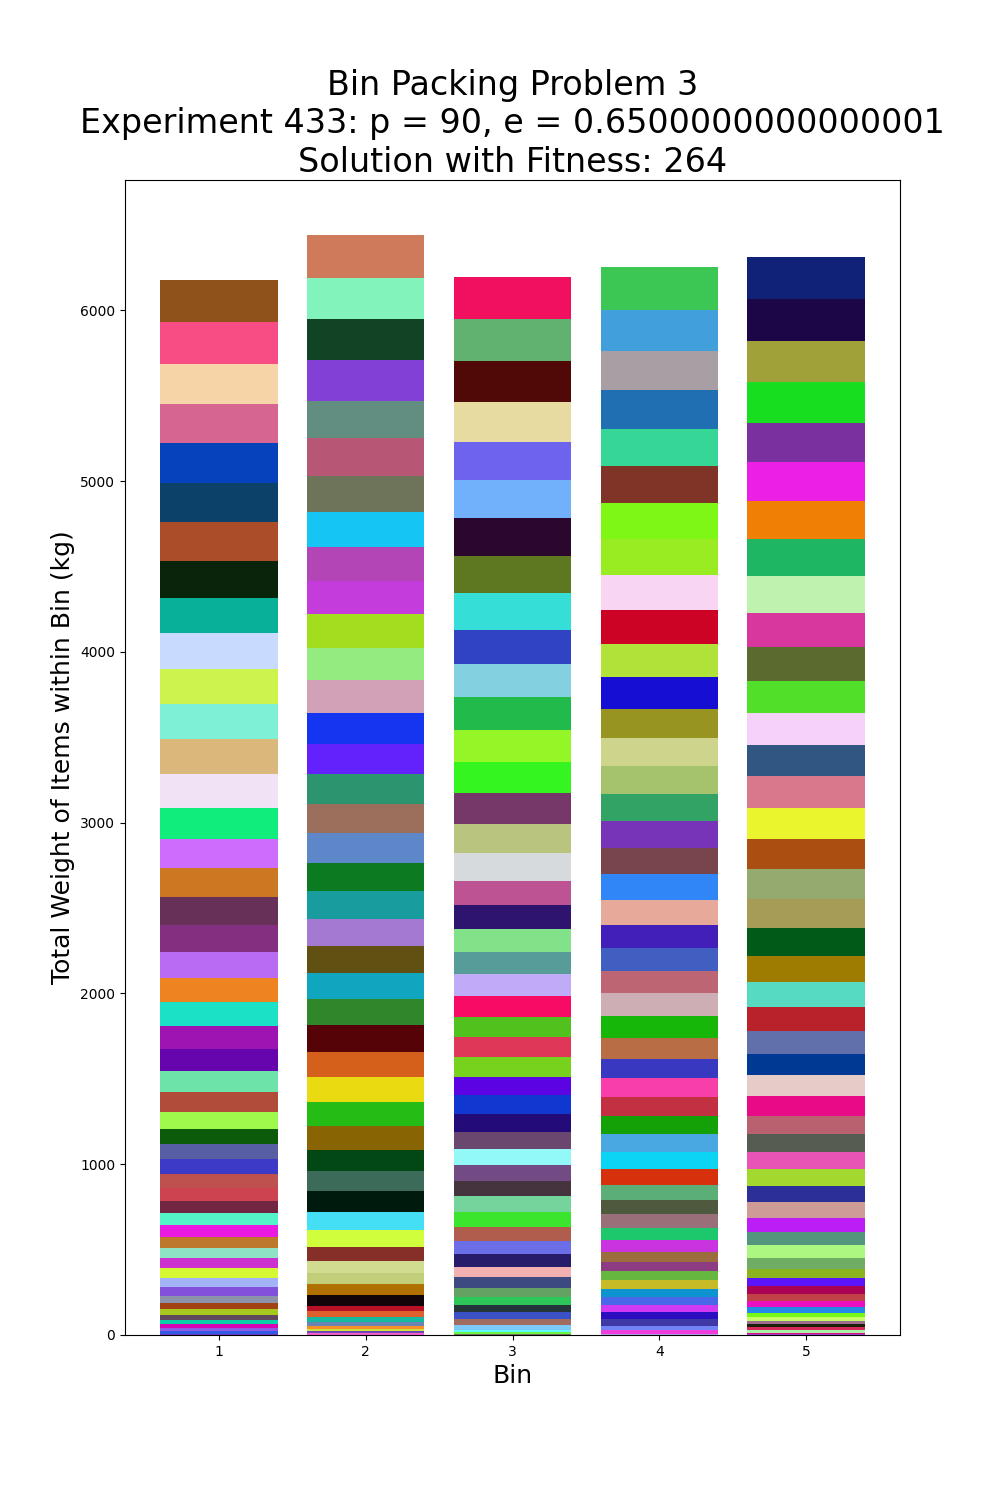 Bin Packing Problem 3
Experiment 433: p = 90, e = 0.6500000000000001
Solution with Fitness: 264
Total Weight of Items within Bin (kg)
6000
5000
4000
3000
2000
1000
0
1 2 3 4 5
Bin